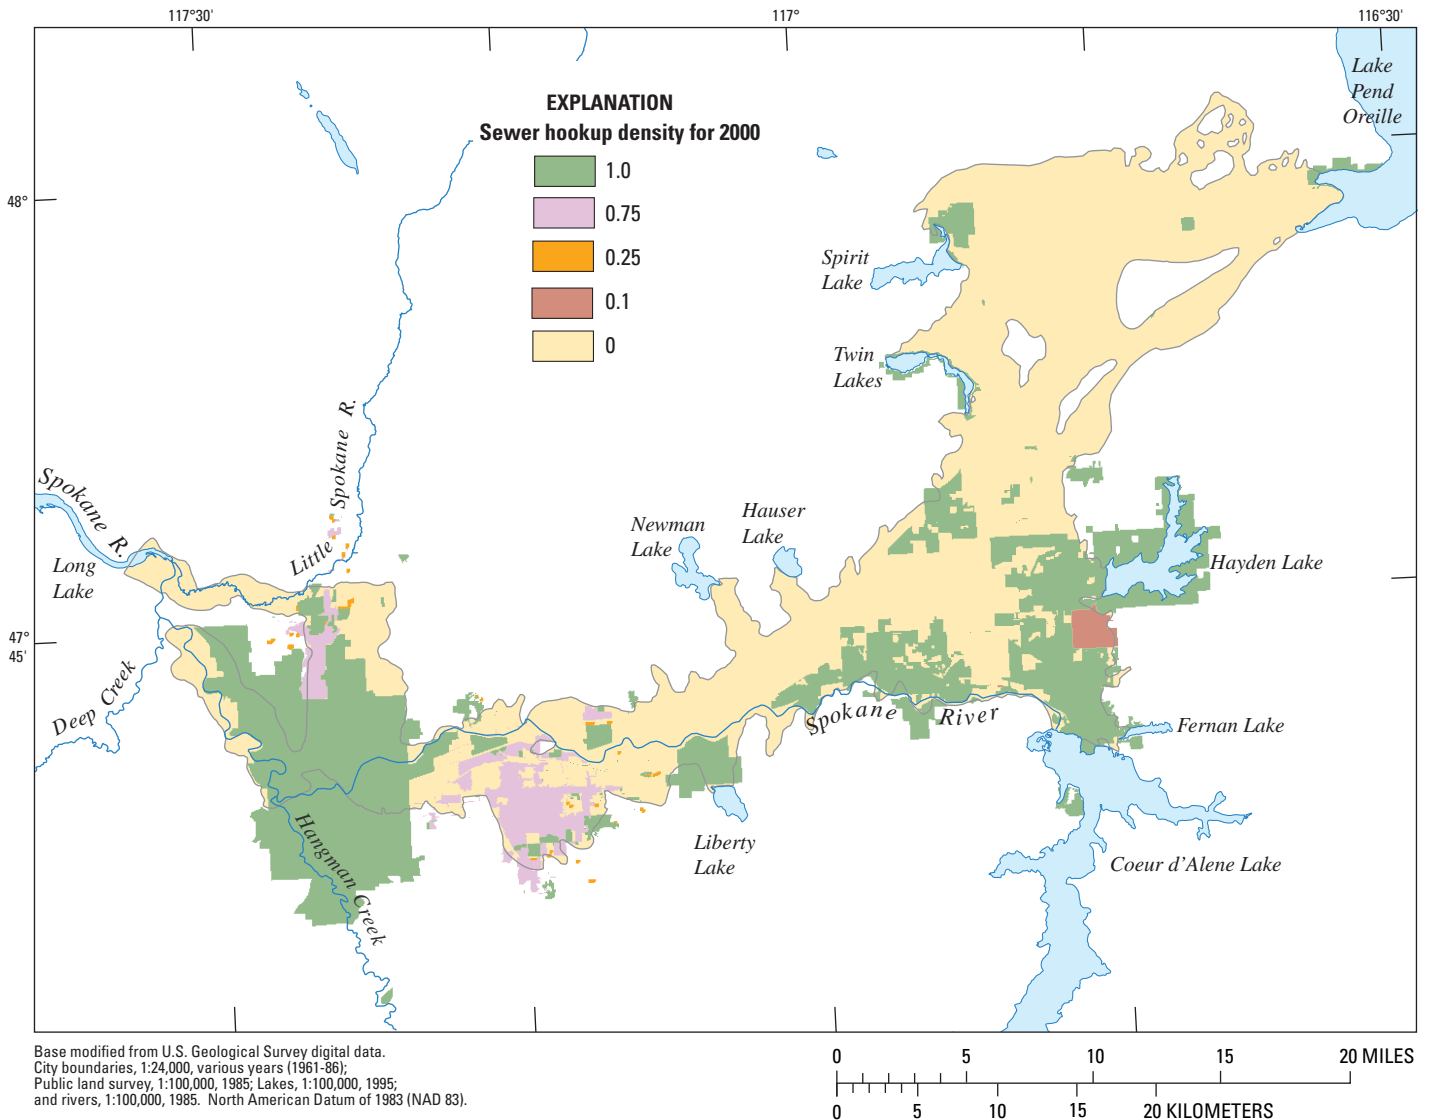 117°30'
117°
116°30'
Lake
Pend
Oreille
EXPLANATION
Sewer hookup density for 2000
1.0
0.75
0.25
0.1
0
48°
Spirit
Lake
Twin
Lakes
Spokane R.
Little Spokane R.
Long
Lake
Newman
Lake
Hauser
Lake
Hayden Lake
47°
45'
Deep Creek
Spokane River
Fernan Lake
Hangman Creek
Liberty
Lake
Coeur d'Alene Lake
Base modified from U.S. Geological Survey digital data.
City boundaries, 1:24,000, various years (1961-86);
Public land survey, 1:100,000, 1985; Lakes, 1:100,000, 1995;
and rivers, 1:100,000, 1985. North American Datum of 1983 (NAD 83).
0 5 10 15 20 MILES
0 5 10 15 20 KILOMETERS